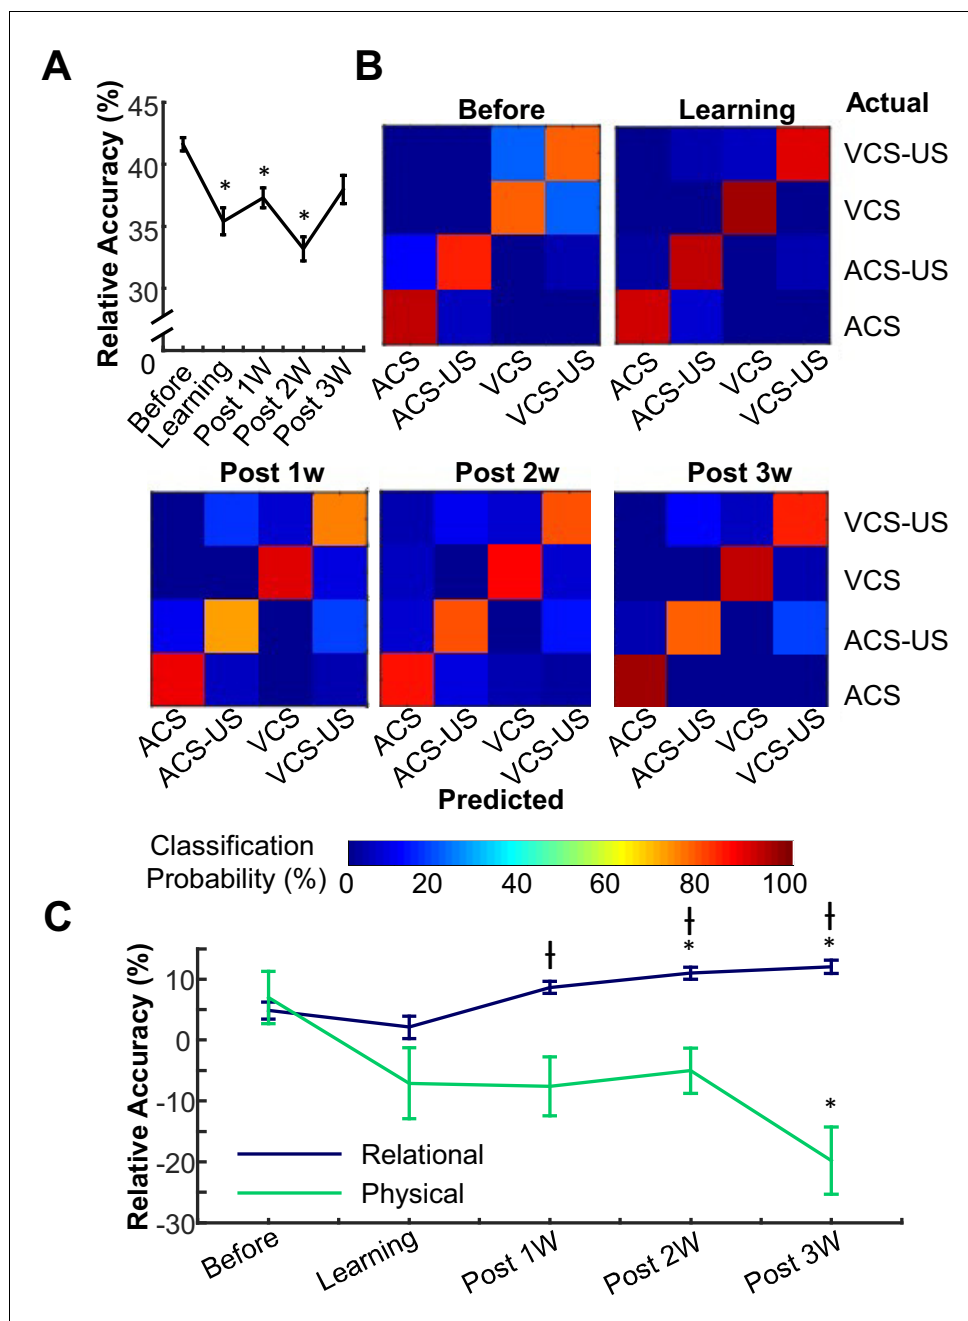 A
Relative Accuracy (%)
45
40
35
30
0
*
*
*
Before
Learning
Post 1W
Post 2W
Post 3W
B
Before
Learning
Actual
VCS-US
VCS
ACS-US
ACS
ACS
ACS-US
VCS
VCS-US
ACS
ACS-US
VCS
VCS-US
Post 1w
Post 2w
Post 3w
VCS-US
VCS
ACS-US
ACS
ACS
ACS-US
VCS
VCS-US
ACS
ACS-US
VCS
VCS-US
ACS
ACS-US
VCS
VCS-US
Predicted
Classification
Probability (%)
0 20 40 60 80 100
C
Relative Accuracy (%)
10
0
-10
-20
-30
ƚ
ƚ
*
ƚ
*
*
Relational
Physical
Before
Learning
Post 1W
Post 2W
Post 3W